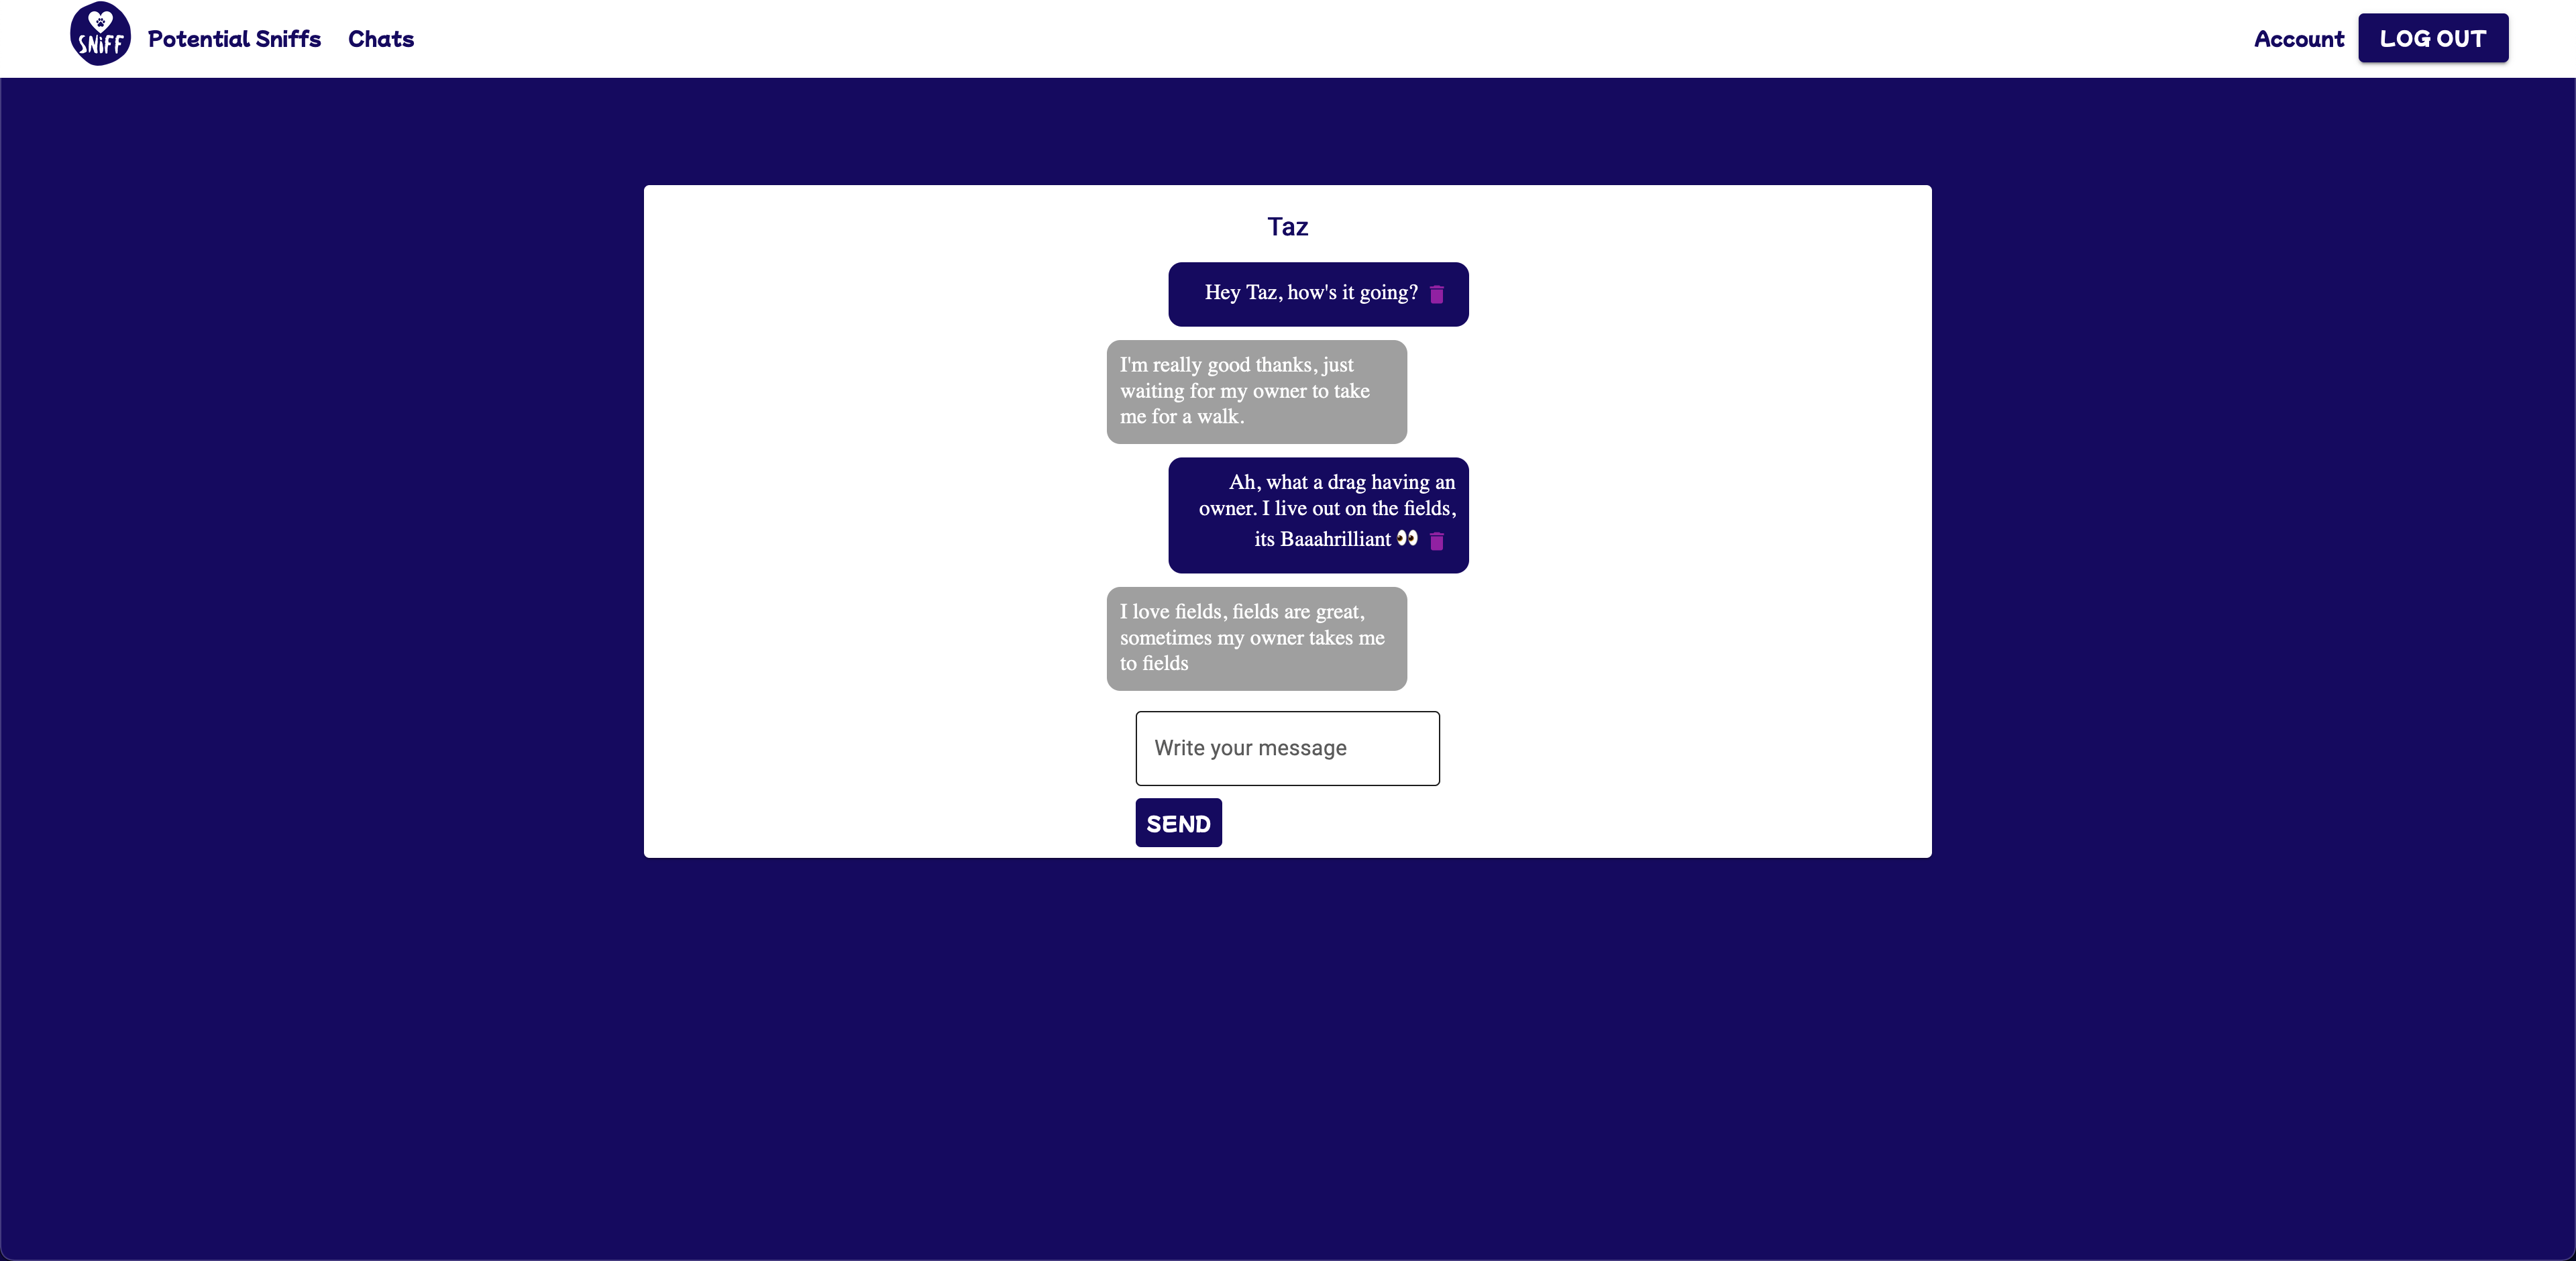 SNiFF
Potential Sniffs
Chats
Account
LOG OUT
Taz
Hey Taz, how's it going?
I'm really good thanks, just
waiting for my owner to take
me for a walk.
Ah, what a drag having an
owner. I live out on the fields,
its Baaahrilliant 👀
I love fields, fields are great,
sometimes my owner takes me
to fields
Write your message
SEND